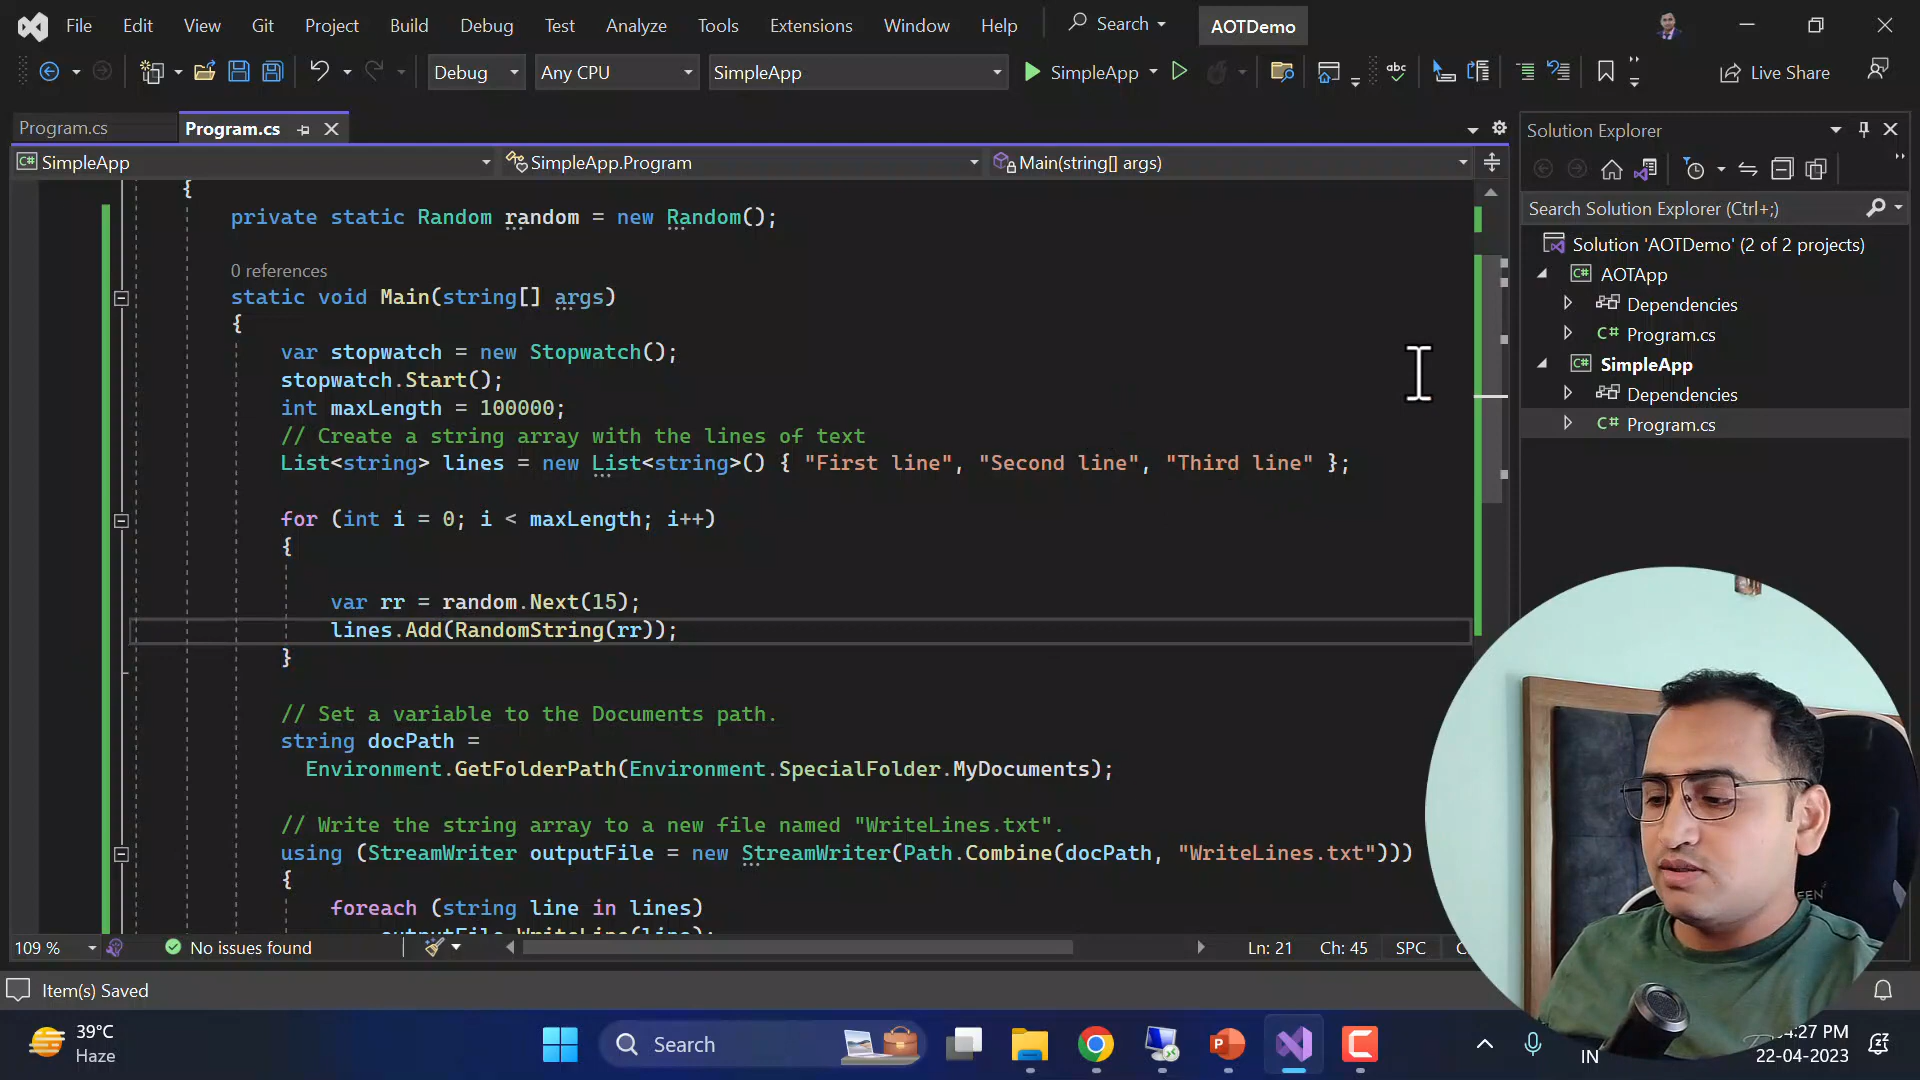 File Edit View Git Project Build Debug Test Analyze Tools Extensions Window Help Search AOTDemo
Debug Any CPU SimpleApp SimpleApp Live Share
Program.cs Program.cs
SimpleApp SimpleApp.Program Main(string[] args)
{
private static Random random = new Random();
0 references
static void Main(string[] args)
{
var stopwatch = new Stopwatch();
stopwatch.Start();
int maxLength = 100000;
// Create a string array with the lines of text
List<string> lines = new List<string>() { "First line", "Second line", "Third line" };
for (int i = 0; i < maxLength; i++)
{
var rr = random.Next(15);
lines.Add(RandomString(rr));
}
// Set a variable to the Documents path.
string docPath =
Environment.GetFolderPath(Environment.SpecialFolder.MyDocuments);
// Write the string array to a new file named "WriteLines.txt".
using (StreamWriter outputFile = new StreamWriter(Path.Combine(docPath, "WriteLines.txt")))
{
foreach (string line in lines)
outputFile.WriteLine(line);
109 % No issues found Ln: 21 Ch: 45 SPC
Item(s) Saved
Solution Explorer
Search Solution Explorer (Ctrl+;)
Solution 'AOTDemo' (2 of 2 projects)
AOTApp
Dependencies
Program.cs
SimpleApp
Dependencies
Program.cs
39°C
Haze
Search
IN
:27 PM
22-04-2023